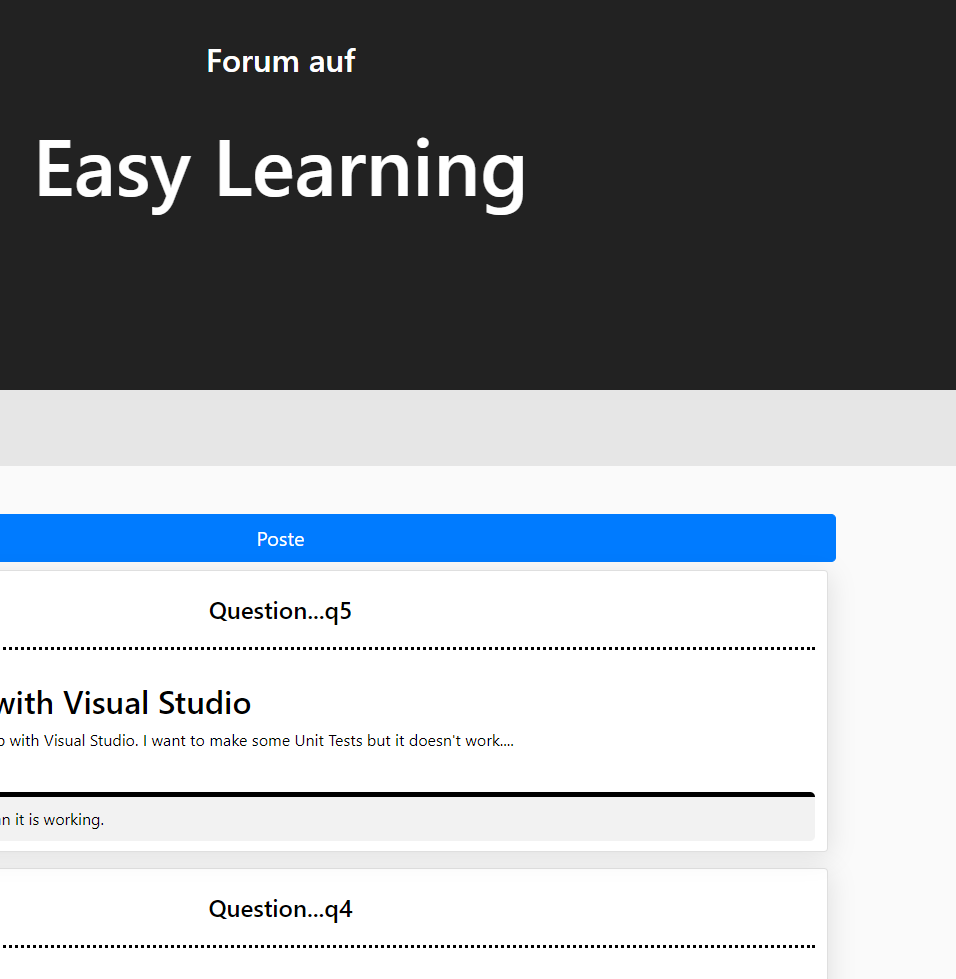 Forum auf
Easy Learning
Poste
Question...q5
with Visual Studio
with Visual Studio. I want to make some Unit Tests but it doesn't work....
it is working.
Question...q4